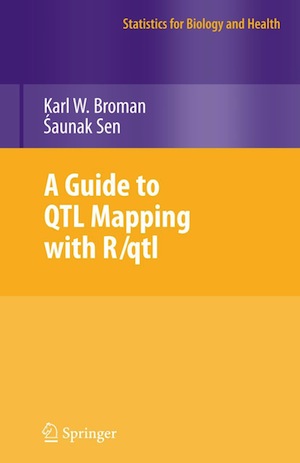 Statistics for Biology and Health
Karl W. Broman
Śaunak Sen
A Guide to
QTL Mapping
with R/qtl
Springer